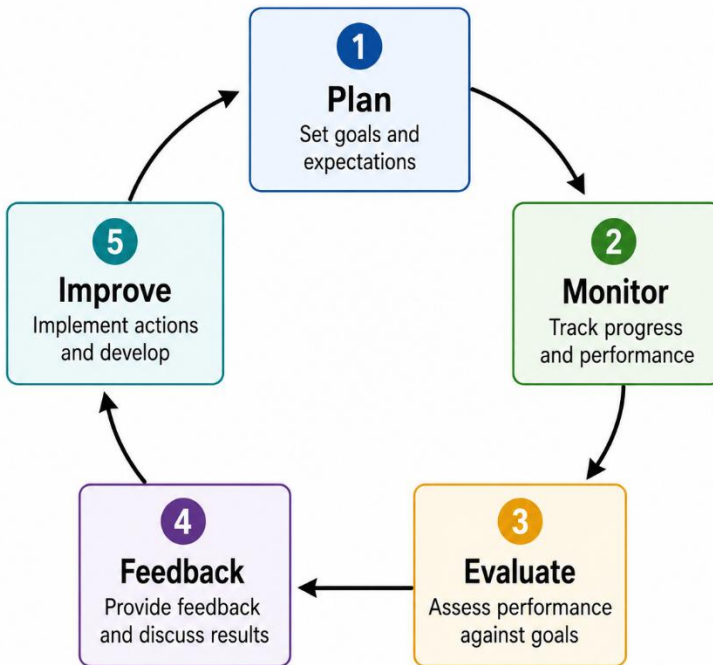 1
Plan
Set goals and
expectations
2
Monitor
Track progress
and performance
3
Evaluate
Assess performance
against goals
4
Feedback
Provide feedback
and discuss results
5
Improve
Implement actions
and develop